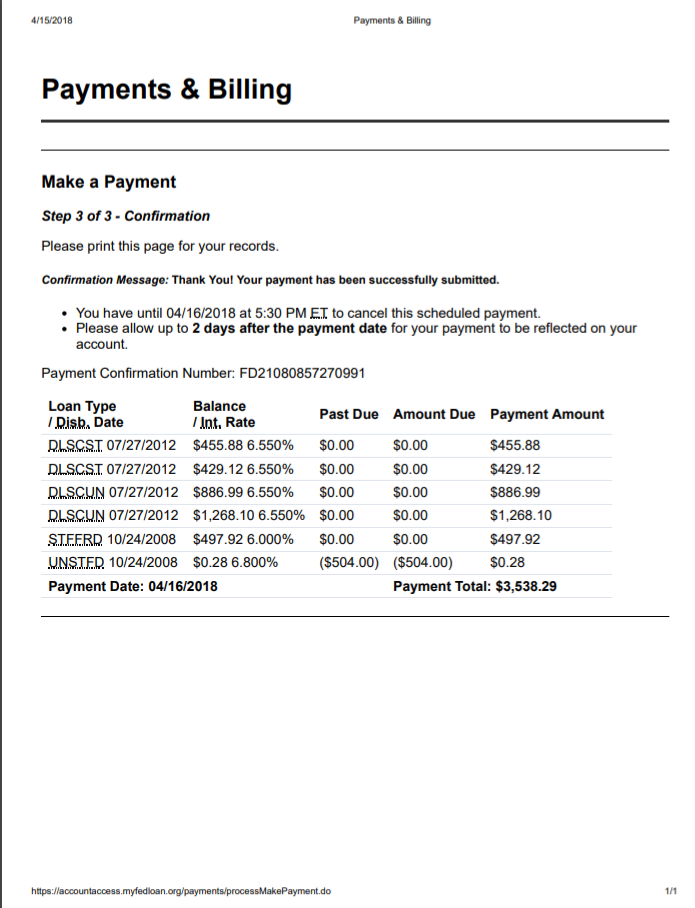 4/15/2018 Payments & Billing
Payments & Billing
Make a Payment
Step 3 of 3 - Confirmation
Please print this page for your records.
Confirmation Message: Thank You! Your payment has been successfully submitted.
• You have until 04/16/2018 at 5:30 PM ET to cancel this scheduled payment.
• Please allow up to 2 days after the payment date for your payment to be reflected on your
account.
Payment Confirmation Number: FD21080857270991
Loan Type Balance
/ Disb. Date / Int. Rate Past Due Amount Due Payment Amount
DLSCST 07/27/2012 $455.88 6.550% $0.00 $0.00 $455.88
DLSCST 07/27/2012 $429.12 6.550% $0.00 $0.00 $429.12
DLSCUN 07/27/2012 $886.99 6.550% $0.00 $0.00 $886.99
DLSCUN 07/27/2012 $1,268.10 6.550% $0.00 $0.00 $1,268.10
STFFRD 10/24/2008 $497.92 6.000% $0.00 $0.00 $497.92
UNSTFD 10/24/2008 $0.28 6.800% ($504.00) ($504.00) $0.28
Payment Date: 04/16/2018 Payment Total: $3,538.29
https://accountaccess.myfedloan.org/payments/processMakePayment.do 1/1